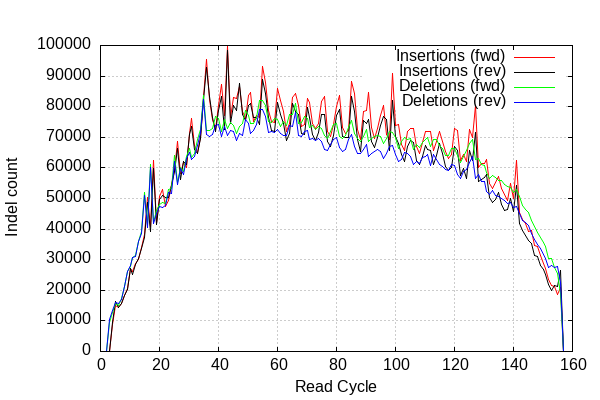 100000
90000
80000
70000
60000
50000
40000
30000
20000
10000
0
Indel count
Insertions (fwd)
Insertions (rev)
Deletions (fwd)
Deletions (rev)
0 20 40 60 80 100 120 140 160
Read Cycle